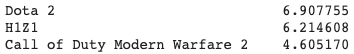 Dota 2 6.907755
H1Z1 6.214608
Call of Duty Modern Warfare 2 4.605170